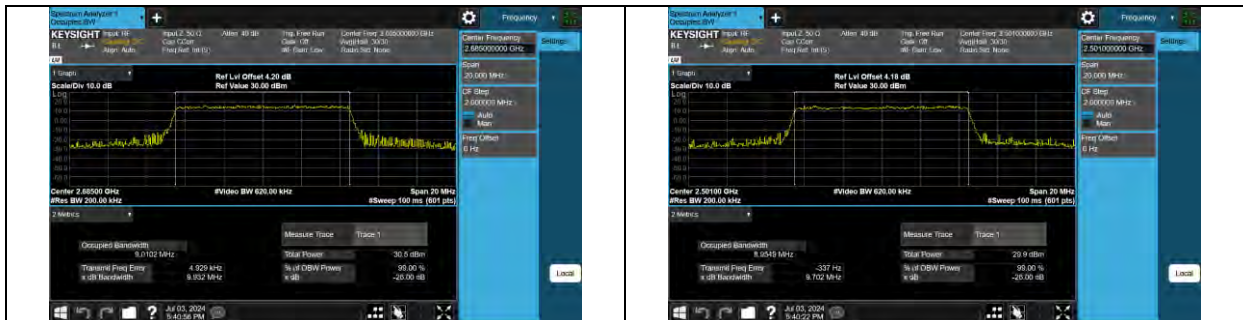 Spectrum Analyzer 1
Occupied BW
Frequency
KEYSIGHT Input: RF
Input Z: 50 Ω
Atten: 40 dB
Trig: Free Run
Center Freq: 2.685000000 GHz
Align: Auto
Corr CCorr
Freq Ref: Int (S)
Gate: Off
#IF Gain: Low
Avg|Hold: 30/30
Radio Std: None
Center Frequency
2.685000000 GHz
Settings
Span
20.000 MHz
CF Step
2.000000 MHz
Auto
Man
Freq Offset
0 Hz
1 Graph
Scale/Div 10.0 dB
Ref Lvl Offset 4.20 dB
Ref Value 30.00 dBm
Log
Center 2.68500 GHz
#Video BW 620.00 kHz
Span 20 MHz
#Res BW 200.00 kHz
#Sweep 100 ms (601 pts)
2 Metrics
Measure Trace
Trace 1
Occupied Bandwidth
9.0102 MHz
Total Power
30.5 dBm
Transmit Freq Error
4.929 kHz
% of OBW Power
99.00 %
x dB Bandwidth
9.932 MHz
x dB
-26.00 dB
Local
Jul 03, 2024
5:40:56 PM
Spectrum Analyzer 1
Occupied BW
Frequency
KEYSIGHT Input: RF
Input Z: 50 Ω
Atten: 40 dB
Trig: Free Run
Center Freq: 2.501000000 GHz
Align: Auto
Corr CCorr
Freq Ref: Int (S)
Gate: Off
#IF Gain: Low
Avg|Hold: 30/30
Radio Std: None
Center Frequency
2.501000000 GHz
Settings
Span
20.000 MHz
CF Step
2.000000 MHz
Auto
Man
Freq Offset
0 Hz
1 Graph
Scale/Div 10.0 dB
Ref Lvl Offset 4.18 dB
Ref Value 30.00 dBm
Log
Center 2.50100 GHz
#Video BW 620.00 kHz
Span 20 MHz
#Res BW 200.00 kHz
#Sweep 100 ms (601 pts)
2 Metrics
Measure Trace
Trace 1
Occupied Bandwidth
8.9549 MHz
Total Power
29.9 dBm
Transmit Freq Error
-337 Hz
% of OBW Power
99.00 %
x dB Bandwidth
9.702 MHz
x dB
-26.00 dB
Local
Jul 03, 2024
5:40:22 PM